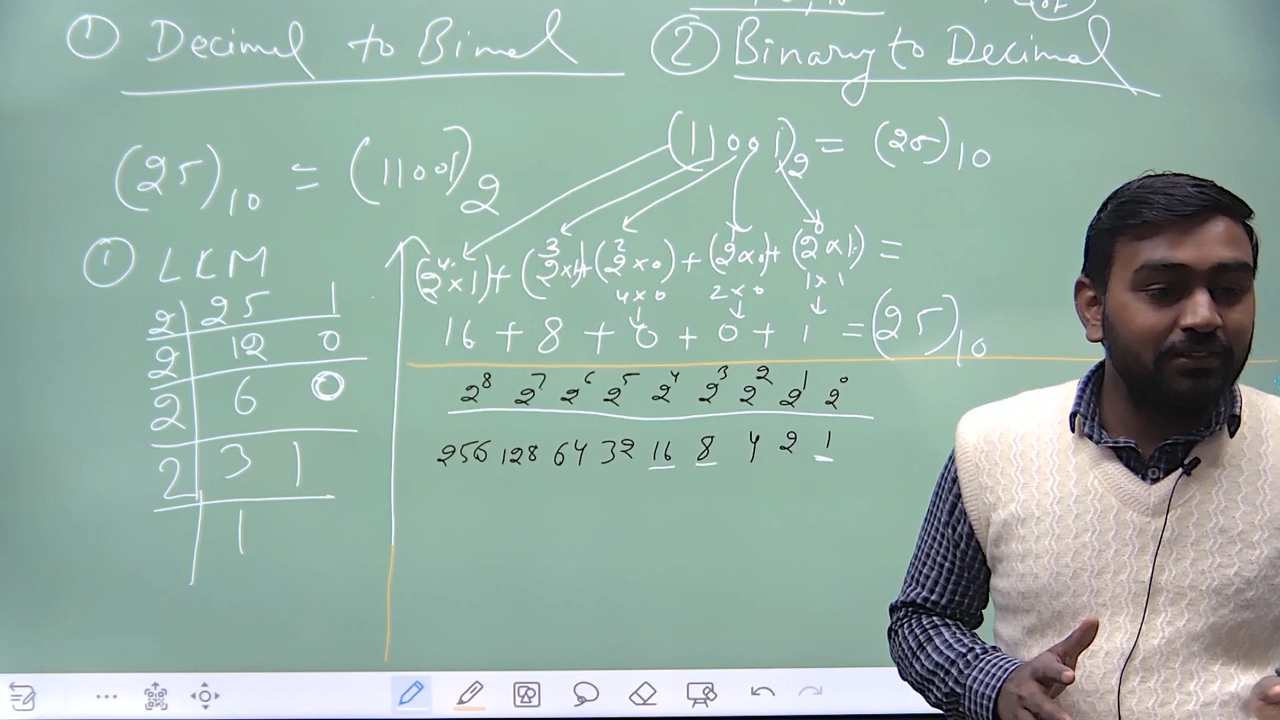 ① Decimal to Bimal
② Binary to Decimal
(25)₁₀ = (11001)₂
(11001)₂ = (25)₁₀
① LCM
2 25 1
2 12 0
2 6 0
2 3 1
1
(2⁴×1)+(2³×1)+(2²×0)+(2¹×0)+(2⁰×1) =
4×0 2×0 1×1
16 + 8 + 0 + 0 + 1 = (25)₁₀
2⁸ 2⁷ 2⁶ 2⁵ 2⁴ 2³ 2² 2¹ 2⁰
256 128 64 32 16 8 4 2 1